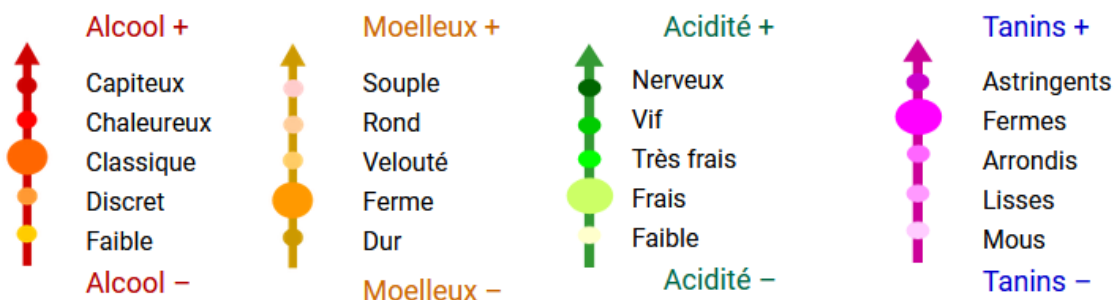 Alcool +
Capiteux
Chaleureux
Classique
Discret
Faible
Alcool –
Moelleux +
Souple
Rond
Velouté
Ferme
Dur
Moelleux –
Acidité +
Nerveux
Vif
Très frais
Frais
Faible
Acidité –
Tanins +
Astringents
Fermes
Arrondis
Lisses
Mous
Tanins –